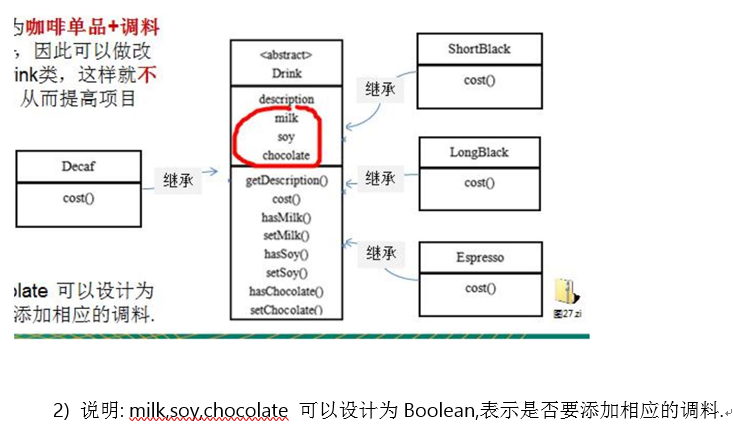 为咖啡单品+调料
，因此可以做改
rink类，这样就不
从而提高项目
<abstract>
Drink
description
milk
soy
chocolate
getDescription()
cost()
hasMilk()
setMilk()
hasSoy()
setSoy()
hasChocolate()
setChocolate()
Decaf
cost()
继承
ShortBlack
cost()
继承
LongBlack
cost()
继承
Espresso
cost()
继承
olate 可以设计为
添加相应的调料.
图27.zi
2) 说明: milk,soy,chocolate 可以设计为 Boolean,表示是否要添加相应的调料.